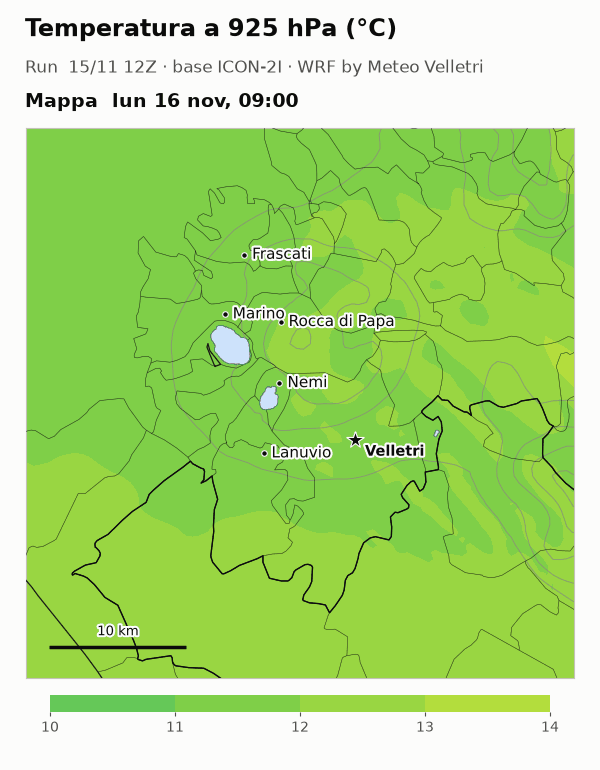 Temperatura a 925 hPa (°C)
Run  15/11 12Z · base ICON-2I · WRF by Meteo Velletri
Mappa  lun 16 nov, 09:00
Frascati
Marino
Rocca di Papa
Nemi
Velletri
Lanuvio
10 km
10 11 12 13 14